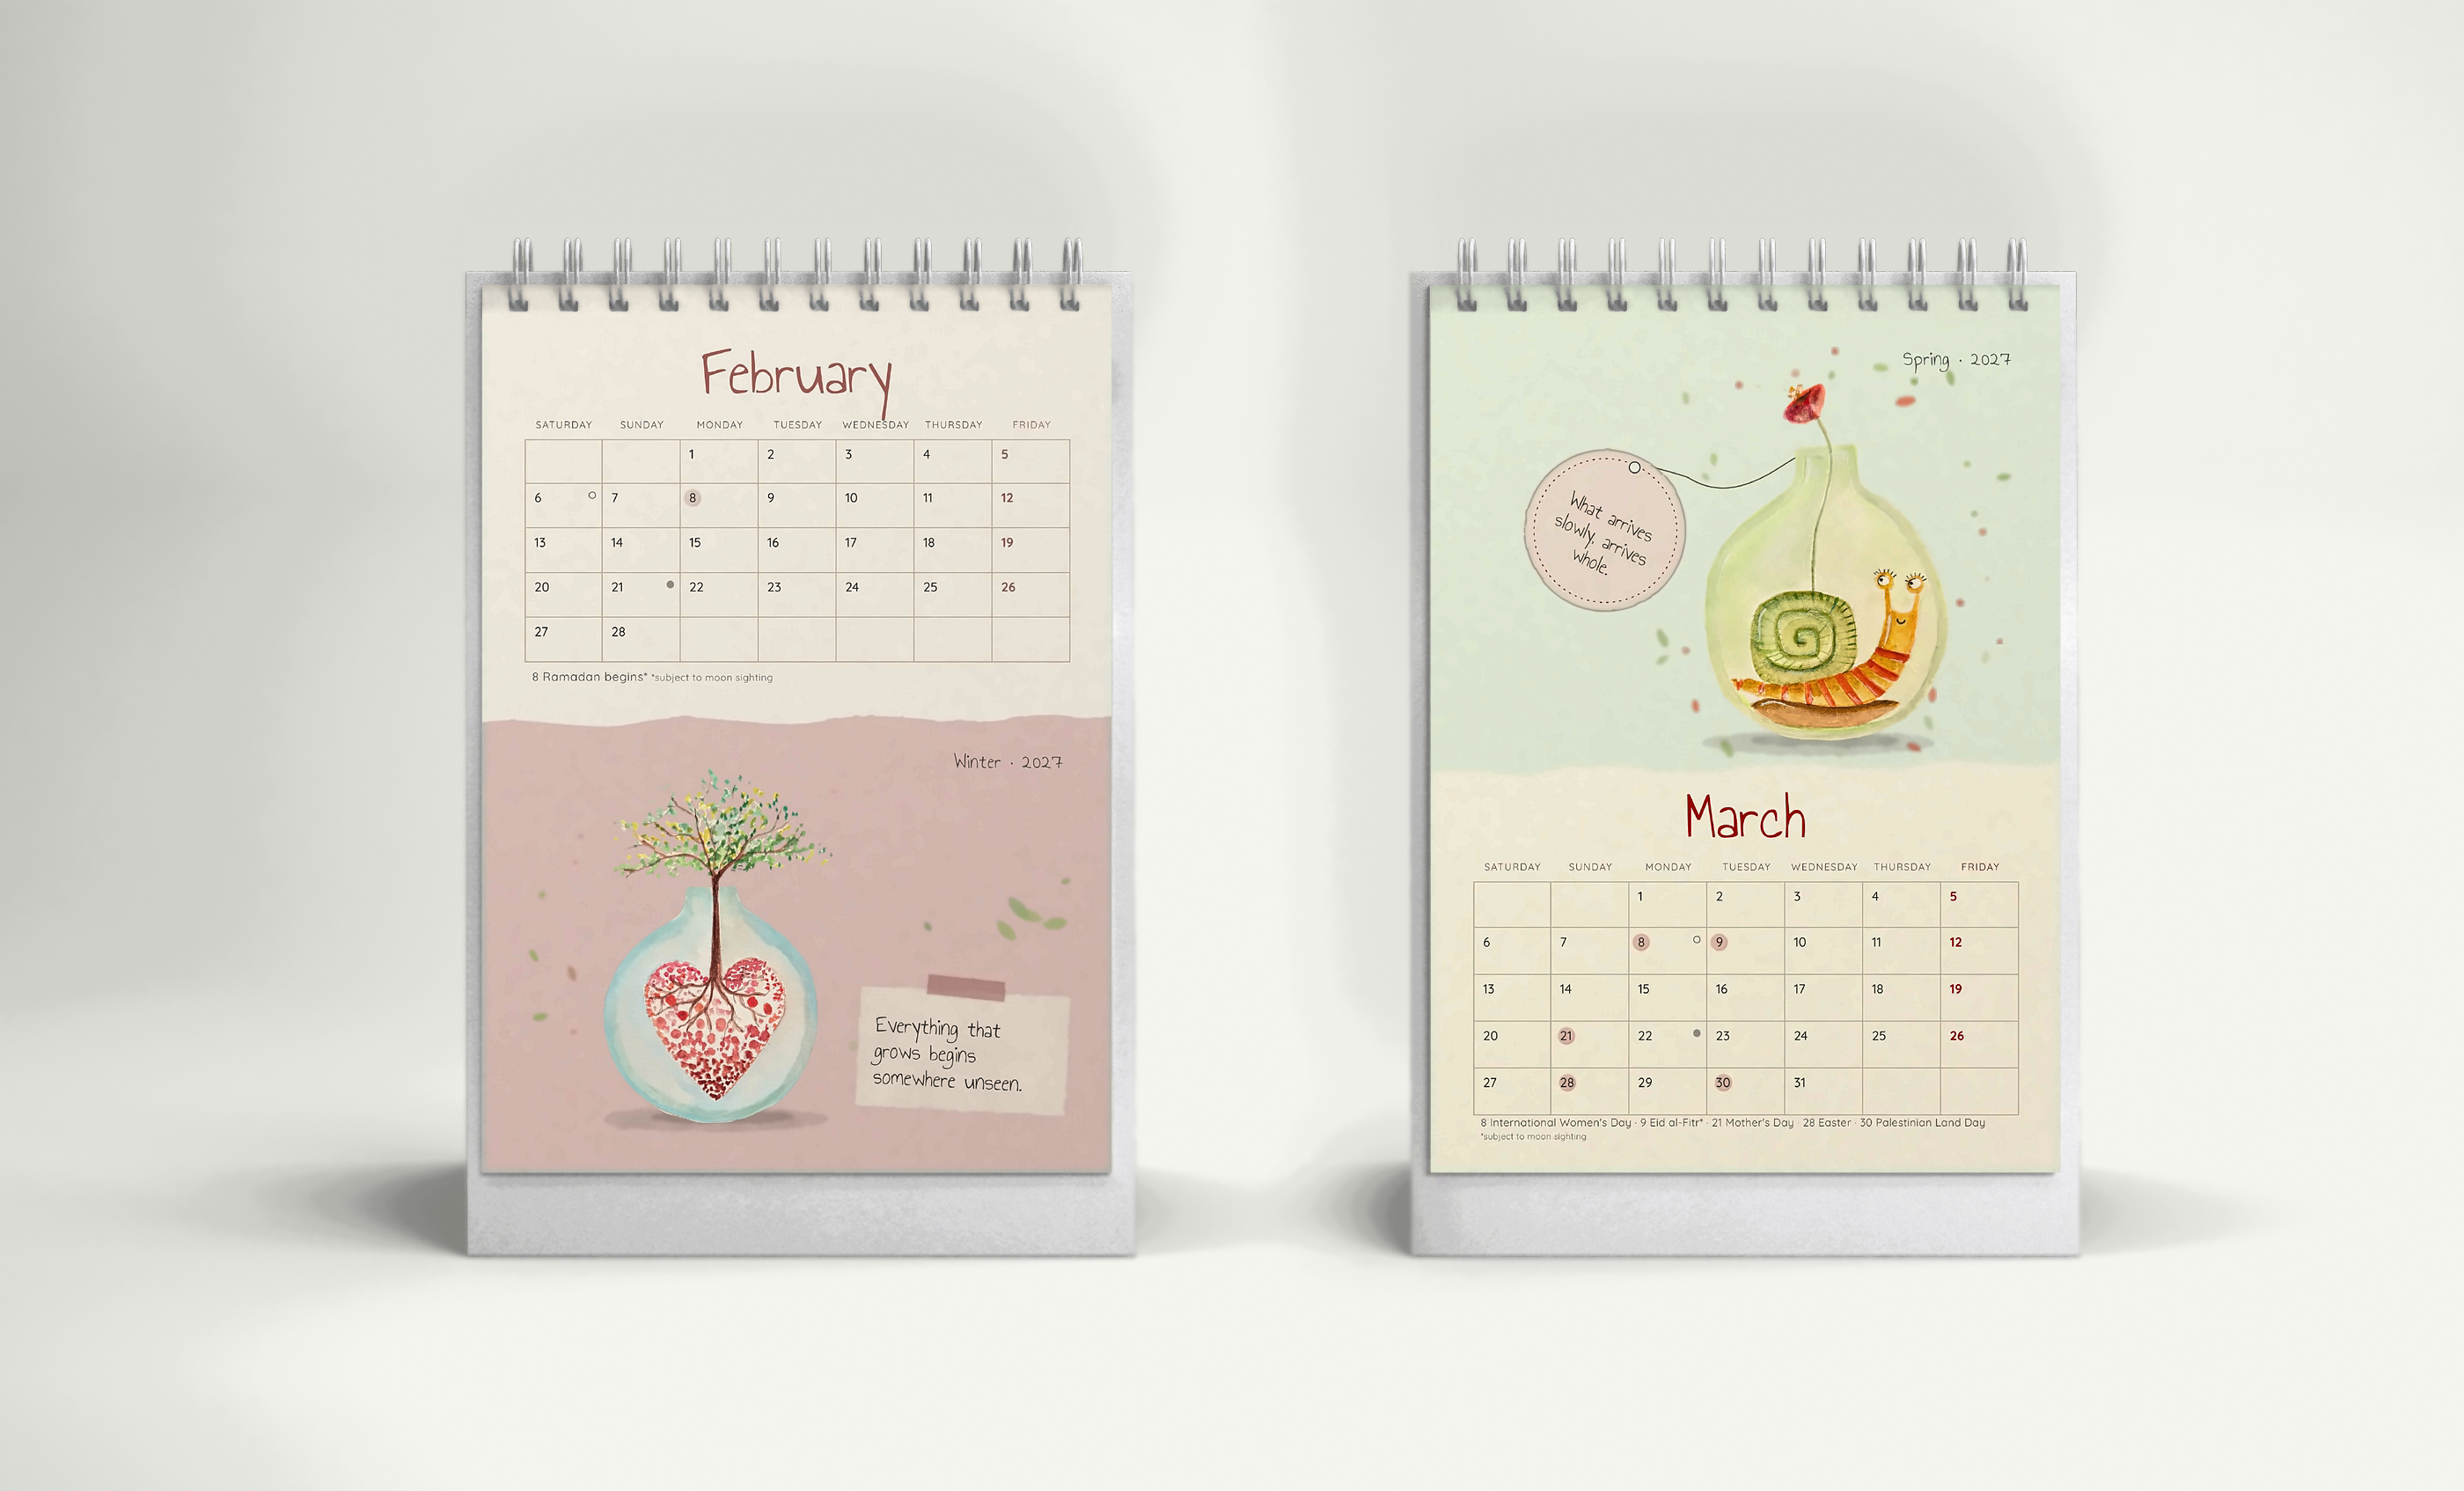 February
SATURDAY SUNDAY MONDAY TUESDAY WEDNESDAY THURSDAY FRIDAY
1 2 3 4 5
6 7 8 9 10 11 12
13 14 15 16 17 18 19
20 21 22 23 24 25 26
27 28
8 Ramadan begins* *subject to moon sighting
Winter · 2027
Everything that
grows begins
somewhere unseen.
Spring · 2027
What arrives
slowly, arrives
whole.
March
SATURDAY SUNDAY MONDAY TUESDAY WEDNESDAY THURSDAY FRIDAY
1 2 3 4 5
6 7 8 9 10 11 12
13 14 15 16 17 18 19
20 21 22 23 24 25 26
27 28 29 30 31
8 International Women's Day · 9 Eid al-Fitr* · 21 Mother's Day · 28 Easter · 30 Palestinian Land Day
*subject to moon sighting